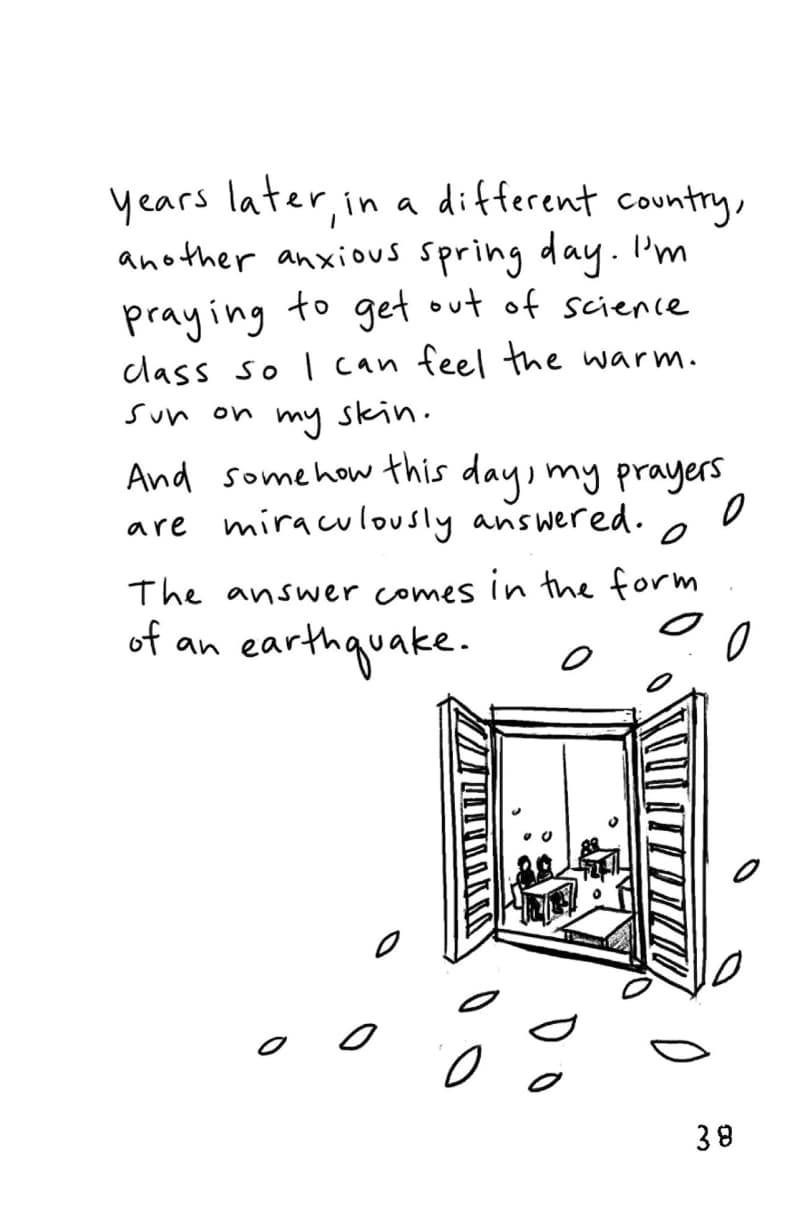 Years later, in a different country,
another anxious spring day. I'm
praying to get out of science
class so I can feel the warm.
sun on my skin.
And somehow this day, my prayers
are miraculously answered.
The answer comes in the form
of an earthquake.
38